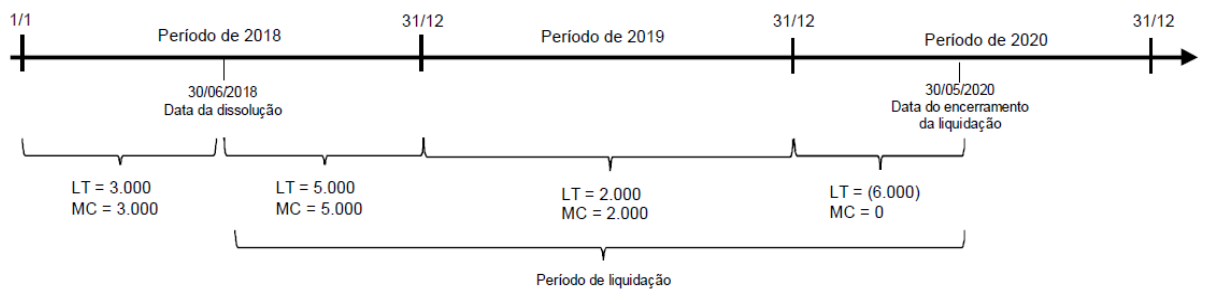 1/1
31/12
31/12
31/12
Período de 2018
Período de 2019
Período de 2020
30/06/2018
Data da dissolução
30/05/2020
Data do encerramento
da liquidação
LT = 3.000
MC = 3.000
LT = 5.000
MC = 5.000
LT = 2.000
MC = 2.000
LT = (6.000)
MC = 0
Período de liquidação